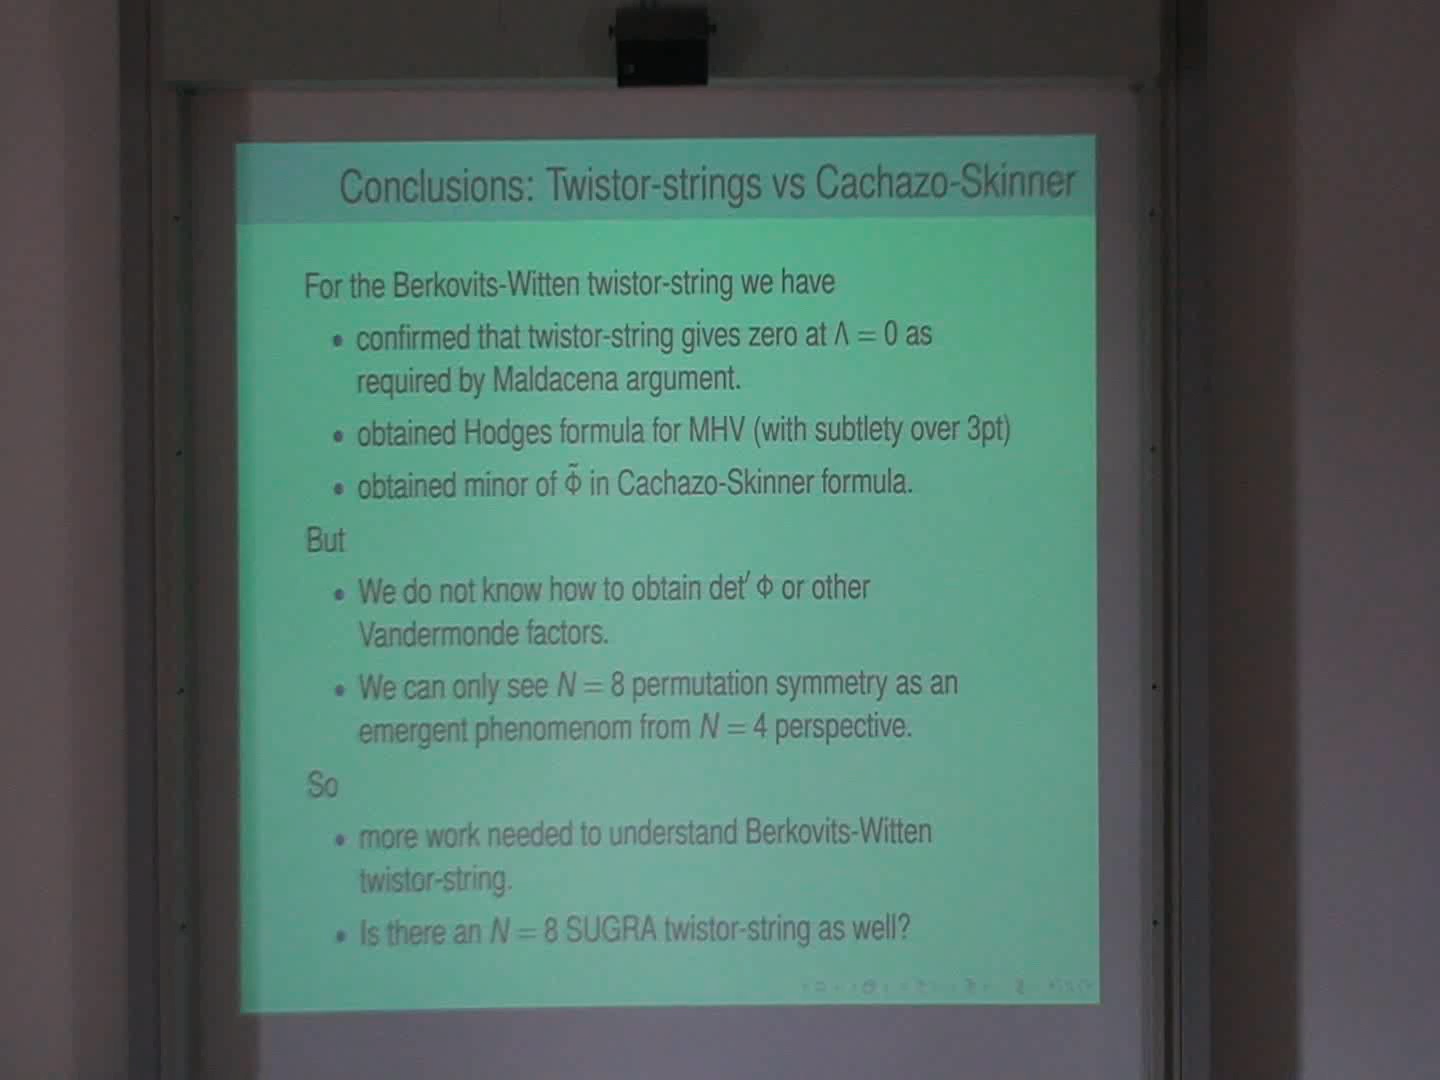 Conclusions: Twistor-strings vs Cachazo-Skinner
For the Berkovits-Witten twistor-string we have
• confirmed that twistor-string gives zero at Λ = 0 as
required by Maldacena argument.
• obtained Hodges formula for MHV (with subtlety over 3pt)
• obtained minor of Φ̃ in Cachazo-Skinner formula.
But
• We do not know how to obtain det′ Φ or other
Vandermonde factors.
• We can only see N = 8 permutation symmetry as an
emergent phenomenom from N = 4 perspective.
So
• more work needed to understand Berkovits-Witten
twistor-string.
• Is there an N = 8 SUGRA twistor-string as well?